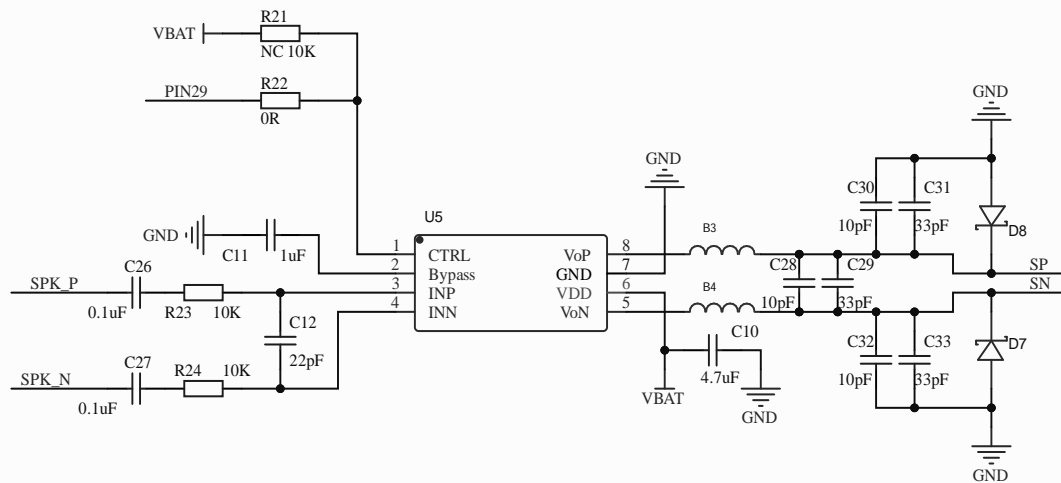 R21
VBAT
NC 10K
R22
PIN29
0R
GND
GND
U5
B3
C30
C31
10pF
33pF
D8
GND
C11
1uF
1
CTRL
VoP
8
2
Bypass
GND
7
3
INP
VDD
6
4
INN
VoN
5
C28
C29
10pF
33pF
SP
SN
B4
C26
SPK_P
0.1uF
R23
10K
C12
22pF
C10
4.7uF
VBAT
GND
C32
C33
10pF
33pF
D7
C27
SPK_N
0.1uF
R24
10K
GND